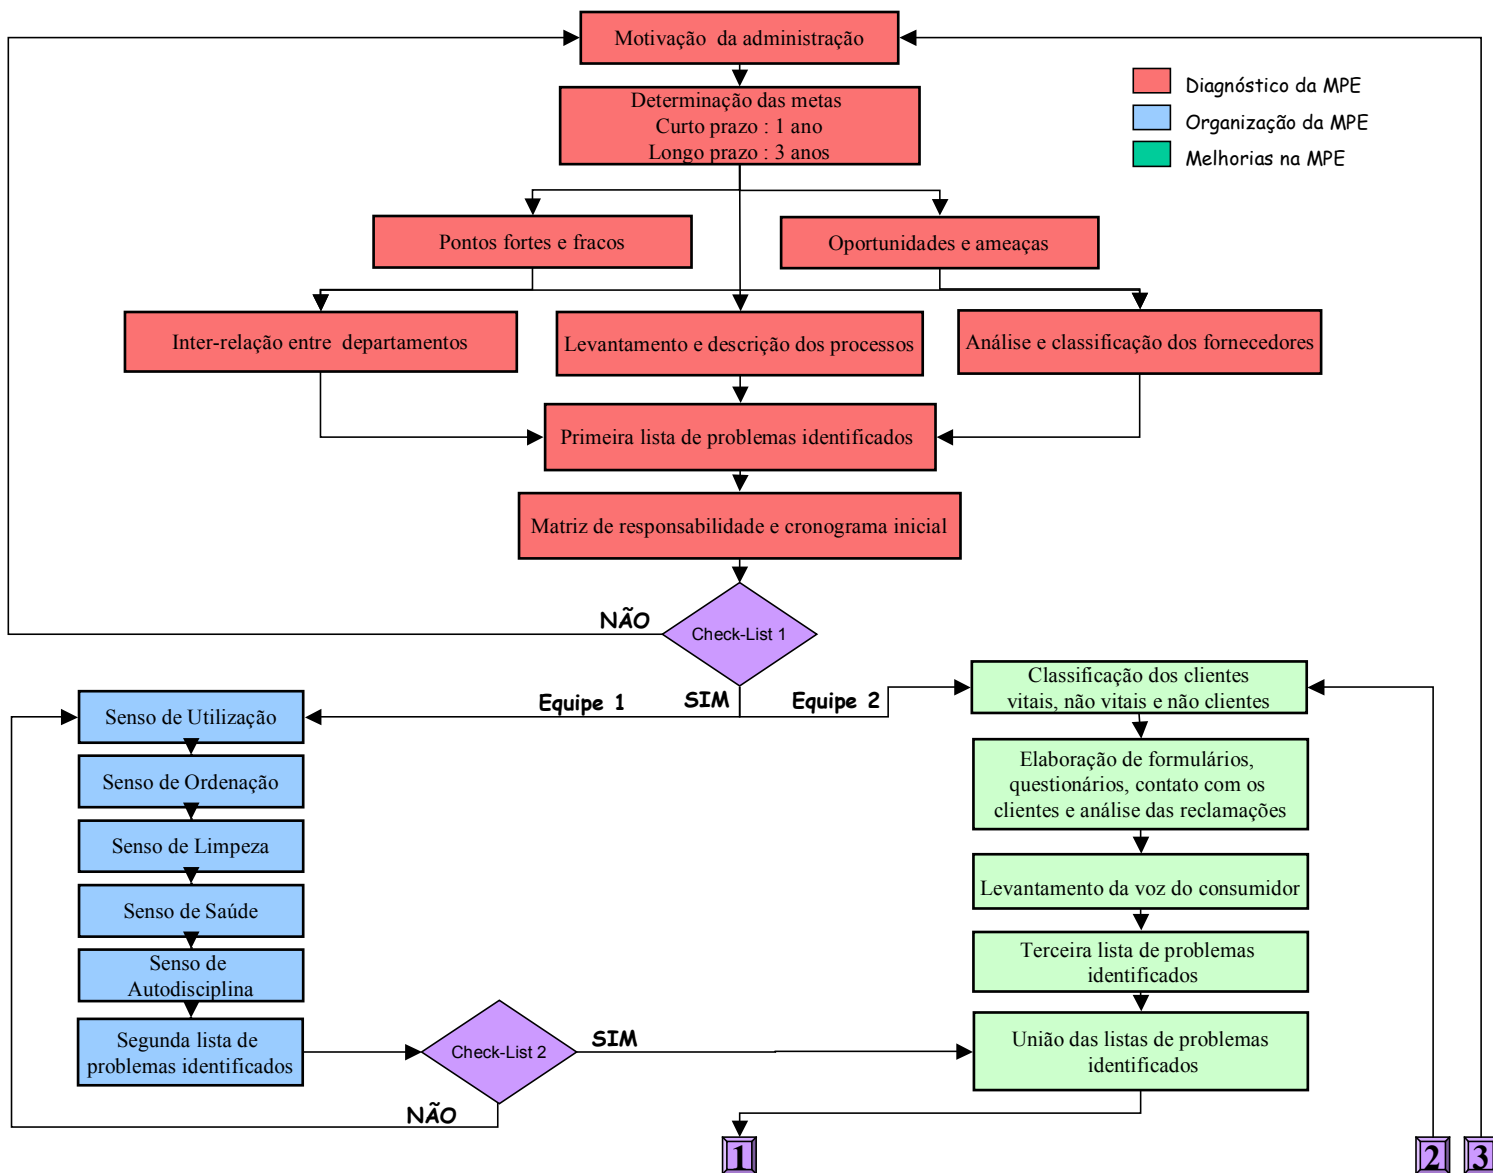 Motivação da administração
Determinação das metas
Curto prazo : 1 ano
Longo prazo : 3 anos
Diagnóstico da MPE
Organização da MPE
Melhorias na MPE
Pontos fortes e fracos
Oportunidades e ameaças
Inter-relação entre departamentos
Levantamento e descrição dos processos
Análise e classificação dos fornecedores
Primeira lista de problemas identificados
Matriz de responsabilidade e cronograma inicial
NÃO
Check-List 1
Equipe 1
SIM
Equipe 2
Senso de Utilização
Senso de Ordenação
Senso de Limpeza
Senso de Saúde
Senso de
Autodisciplina
Segunda lista de
problemas identificados
Check-List 2
SIM
NÃO
Classificação dos clientes
vitais, não vitais e não clientes
Elaboração de formulários,
questionários, contato com os
clientes e análise das reclamações
Levantamento da voz do consumidor
Terceira lista de problemas
identificados
União das listas de problemas
identificados
1
2
3